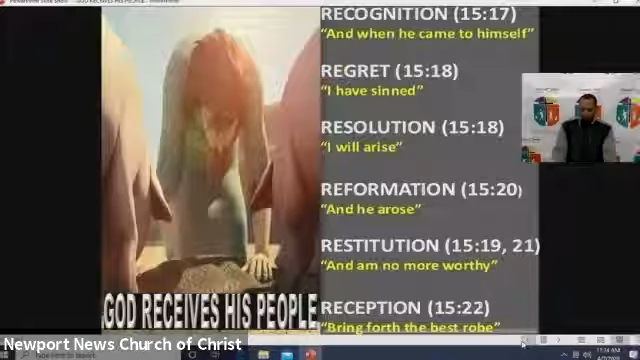 RECOGNITION (15:17)
"And when he came to himself"
REGRET (15:18)
"I have sinned"
RESOLUTION (15:18)
"I will arise"
REFORMATION (15:20)
"And he arose"
RESTITUTION (15:19, 21)
"And am no more worthy"
RECEPTION (15:22)
"Bring forth the best robe"
GOD RECEIVES HIS PEOPLE
Newport News Church of Christ